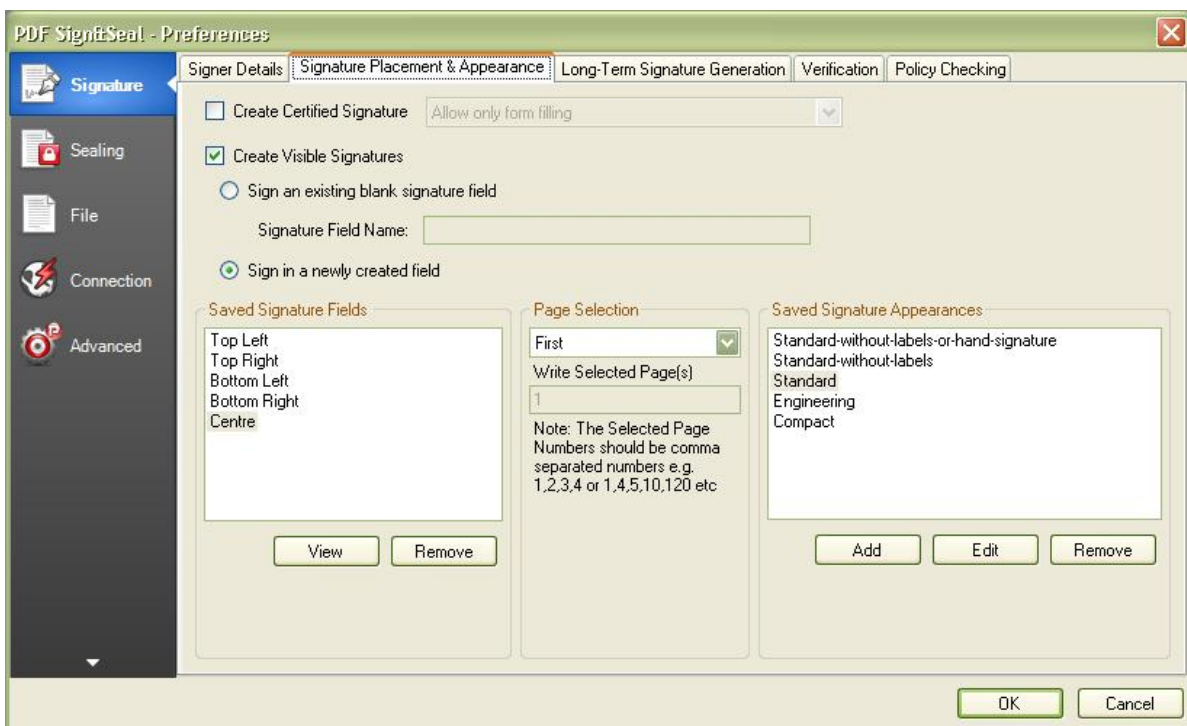 PDF Sign&Seal - Preferences
Signature
Sealing
File
Connection
Advanced
Signer Details
Signature Placement & Appearance
Long-Term Signature Generation
Verification
Policy Checking
Create Certified Signature
Allow only form filling
Create Visible Signatures
Sign an existing blank signature field
Signature Field Name:
Sign in a newly created field
Saved Signature Fields
Top Left
Top Right
Bottom Left
Bottom Right
Centre
View
Remove
Page Selection
First
Write Selected Page(s)
1
Note: The Selected Page
Numbers should be comma
separated numbers e.g.
1,2,3,4 or 1,4,5,10,120 etc
Saved Signature Appearances
Standard-without-labels-or-hand-signature
Standard-without-labels
Standard
Engineering
Compact
Add
Edit
Remove
OK
Cancel